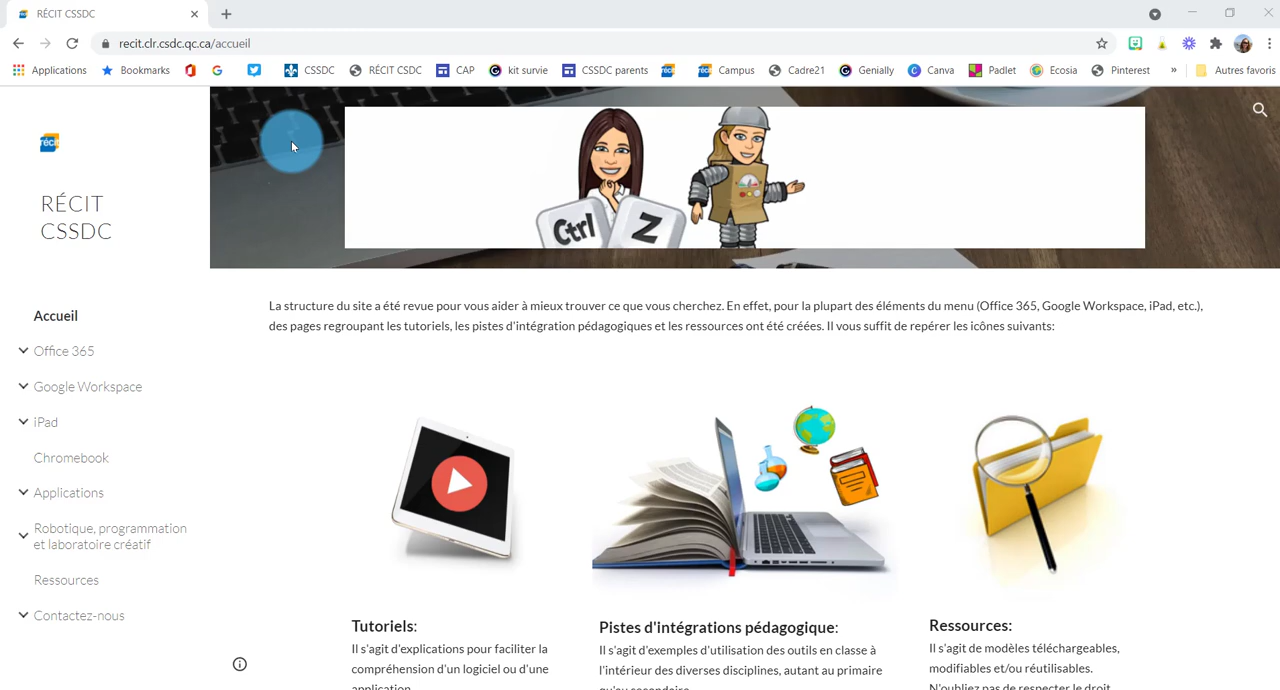 RÉCIT CSSDC
recit.clr.csdc.qc.ca/accueil
Applications
Bookmarks
CSSDC
RÉCIT CSDC
CAP
kit survie
CSSDC parents
Campus
Cadre21
Genially
Canva
Padlet
Ecosia
Pinterest
»
Autres favoris
récit
RÉCIT
CSSDC
Ctrl
Z
Accueil
Office 365
Google Workspace
iPad
Chromebook
Applications
Robotique, programmation
et laboratoire créatif
Ressources
Contactez-nous
La structure du site a été revue pour vous aider à mieux trouver ce que vous cherchez. En effet, pour la plupart des éléments du menu (Office 365, Google Workspace, iPad, etc.),
des pages regroupant les tutoriels, les pistes d'intégration pédagogiques et les ressources ont été créées. Il vous suffit de repérer les icônes suivants:
Tutoriels:
Il s'agit d'explications pour faciliter la
compréhension d'un logiciel ou d'une
application.
Pistes d'intégrations pédagogique:
Il s'agit d'exemples d'utilisation des outils en classe à
l'intérieur des diverses disciplines, autant au primaire
qu'au secondaire.
Ressources:
Il s'agit de modèles téléchargeables,
modifiables et/ou réutilisables.
N'oubliez pas de respecter le droit